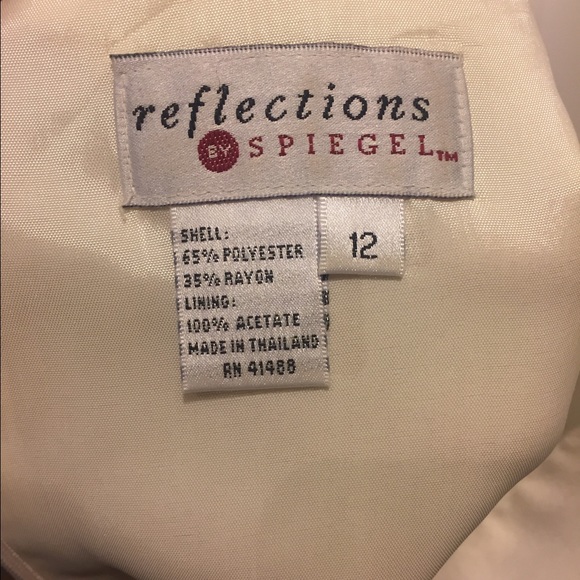 reflections
BY SPIEGEL™
SHELL:
65% POLYESTER
35% RAYON
LINING:
100% ACETATE
MADE IN THAILAND
RN 41488
12